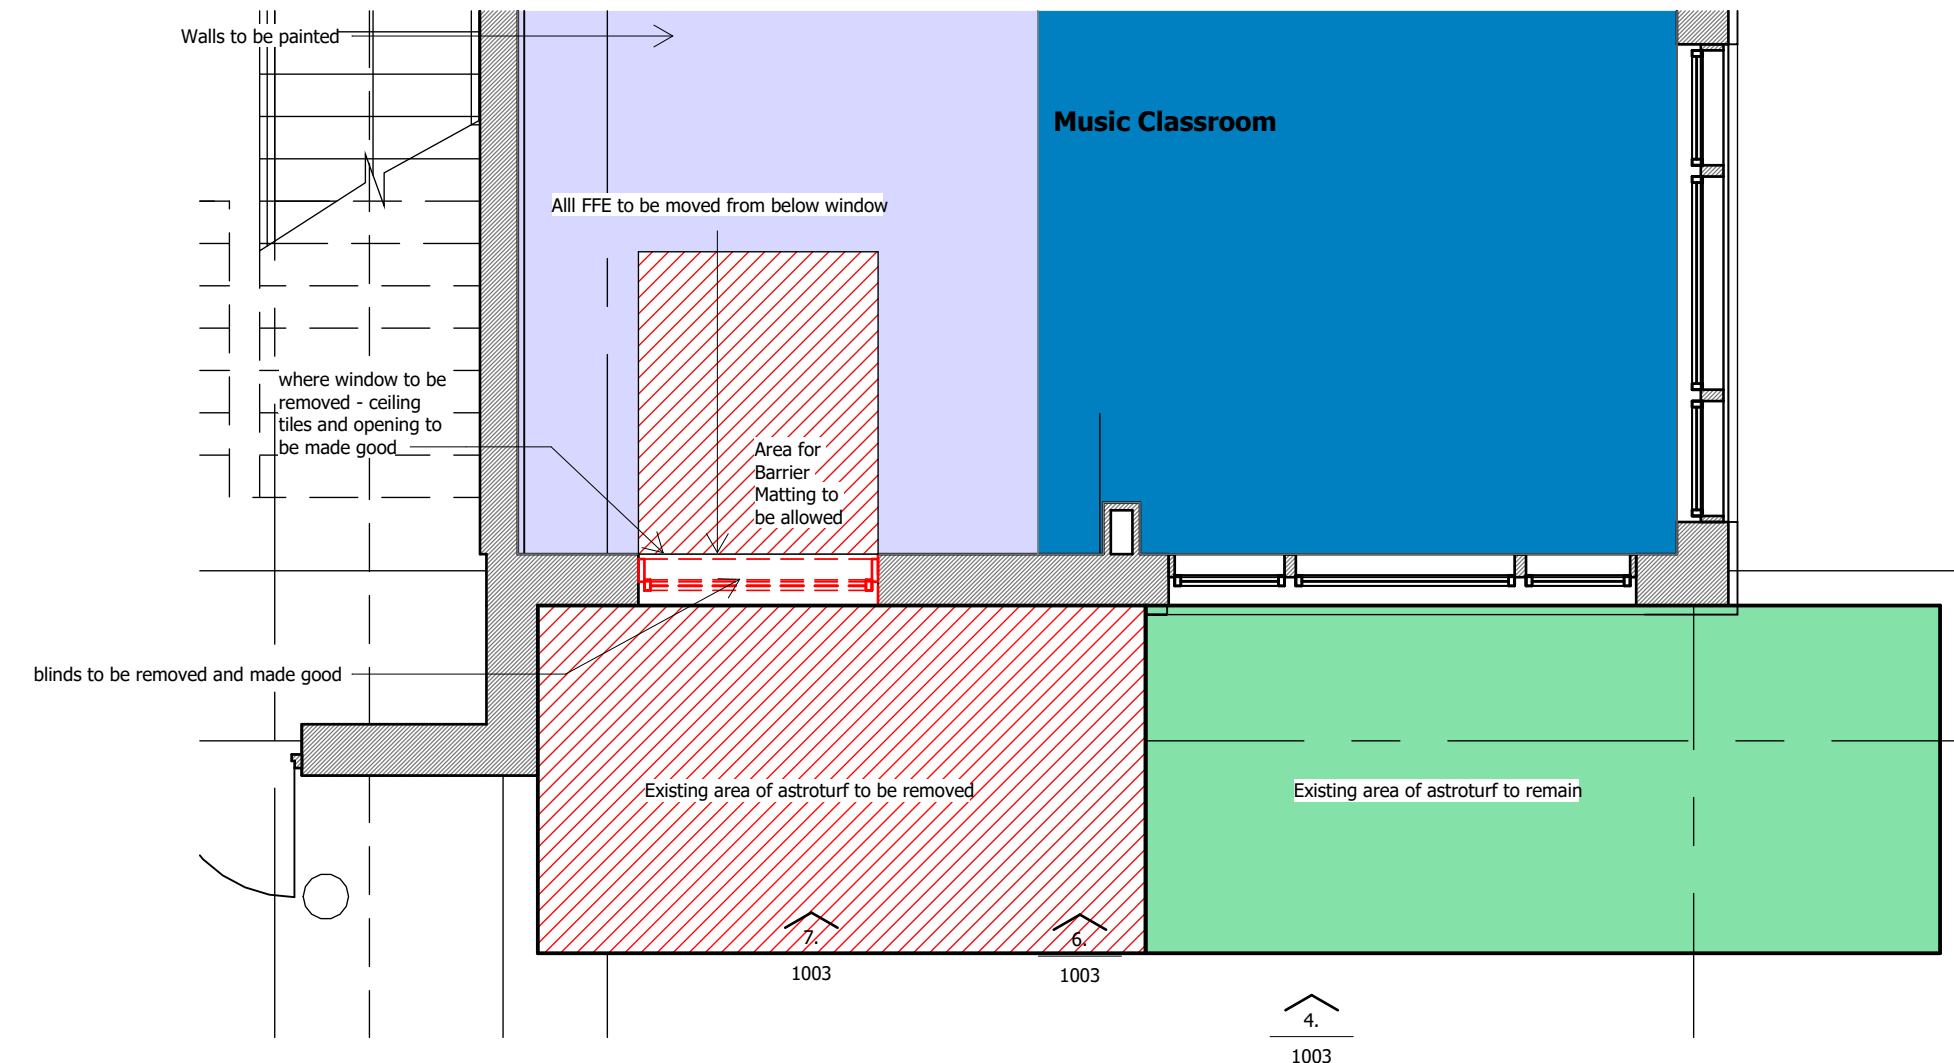 Walls to be painted
Music Classroom
Alll FFE to be moved from below window
where window to be
removed - ceiling
tiles and opening to
be made good
Area for
Barrier
Matting to
be allowed
blinds to be removed and made good
Existing area of astroturf to be removed
Existing area of astroturf to remain
7.
1003
6.
1003
4.
1003